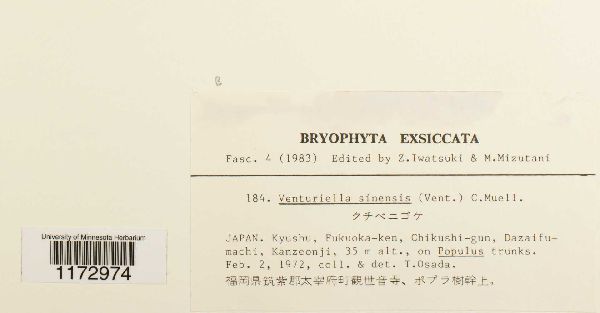 BRYOPHYTA EXSICCATA
Fasc. 4 (1983) Edited by Z.Iwatsuki & M.Mizutani
184. Venturiella sinensis (Vent.) C.Muell.
クチベニゴケ
JAPAN. Kyushu, Fukuoka-ken, Chikushi-gun, Dazaifu-
machi, Kanzeonji, 35 m alt., on Populus trunks.
Feb. 2, 1972, coll. & det. T.Osada.
福岡県筑紫郡太宰府町観世音寺、ポプラ樹幹上。
University of Minnesota Herbarium
1172974